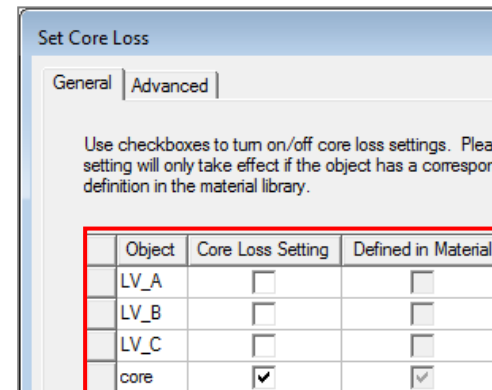 Set Core Loss
General Advanced
Use checkboxes to turn on/off core loss settings. Plea
setting will only take effect if the object has a correspor
definition in the material library.
Object Core Loss Setting Defined in Material
LV_A
LV_B
LV_C
core